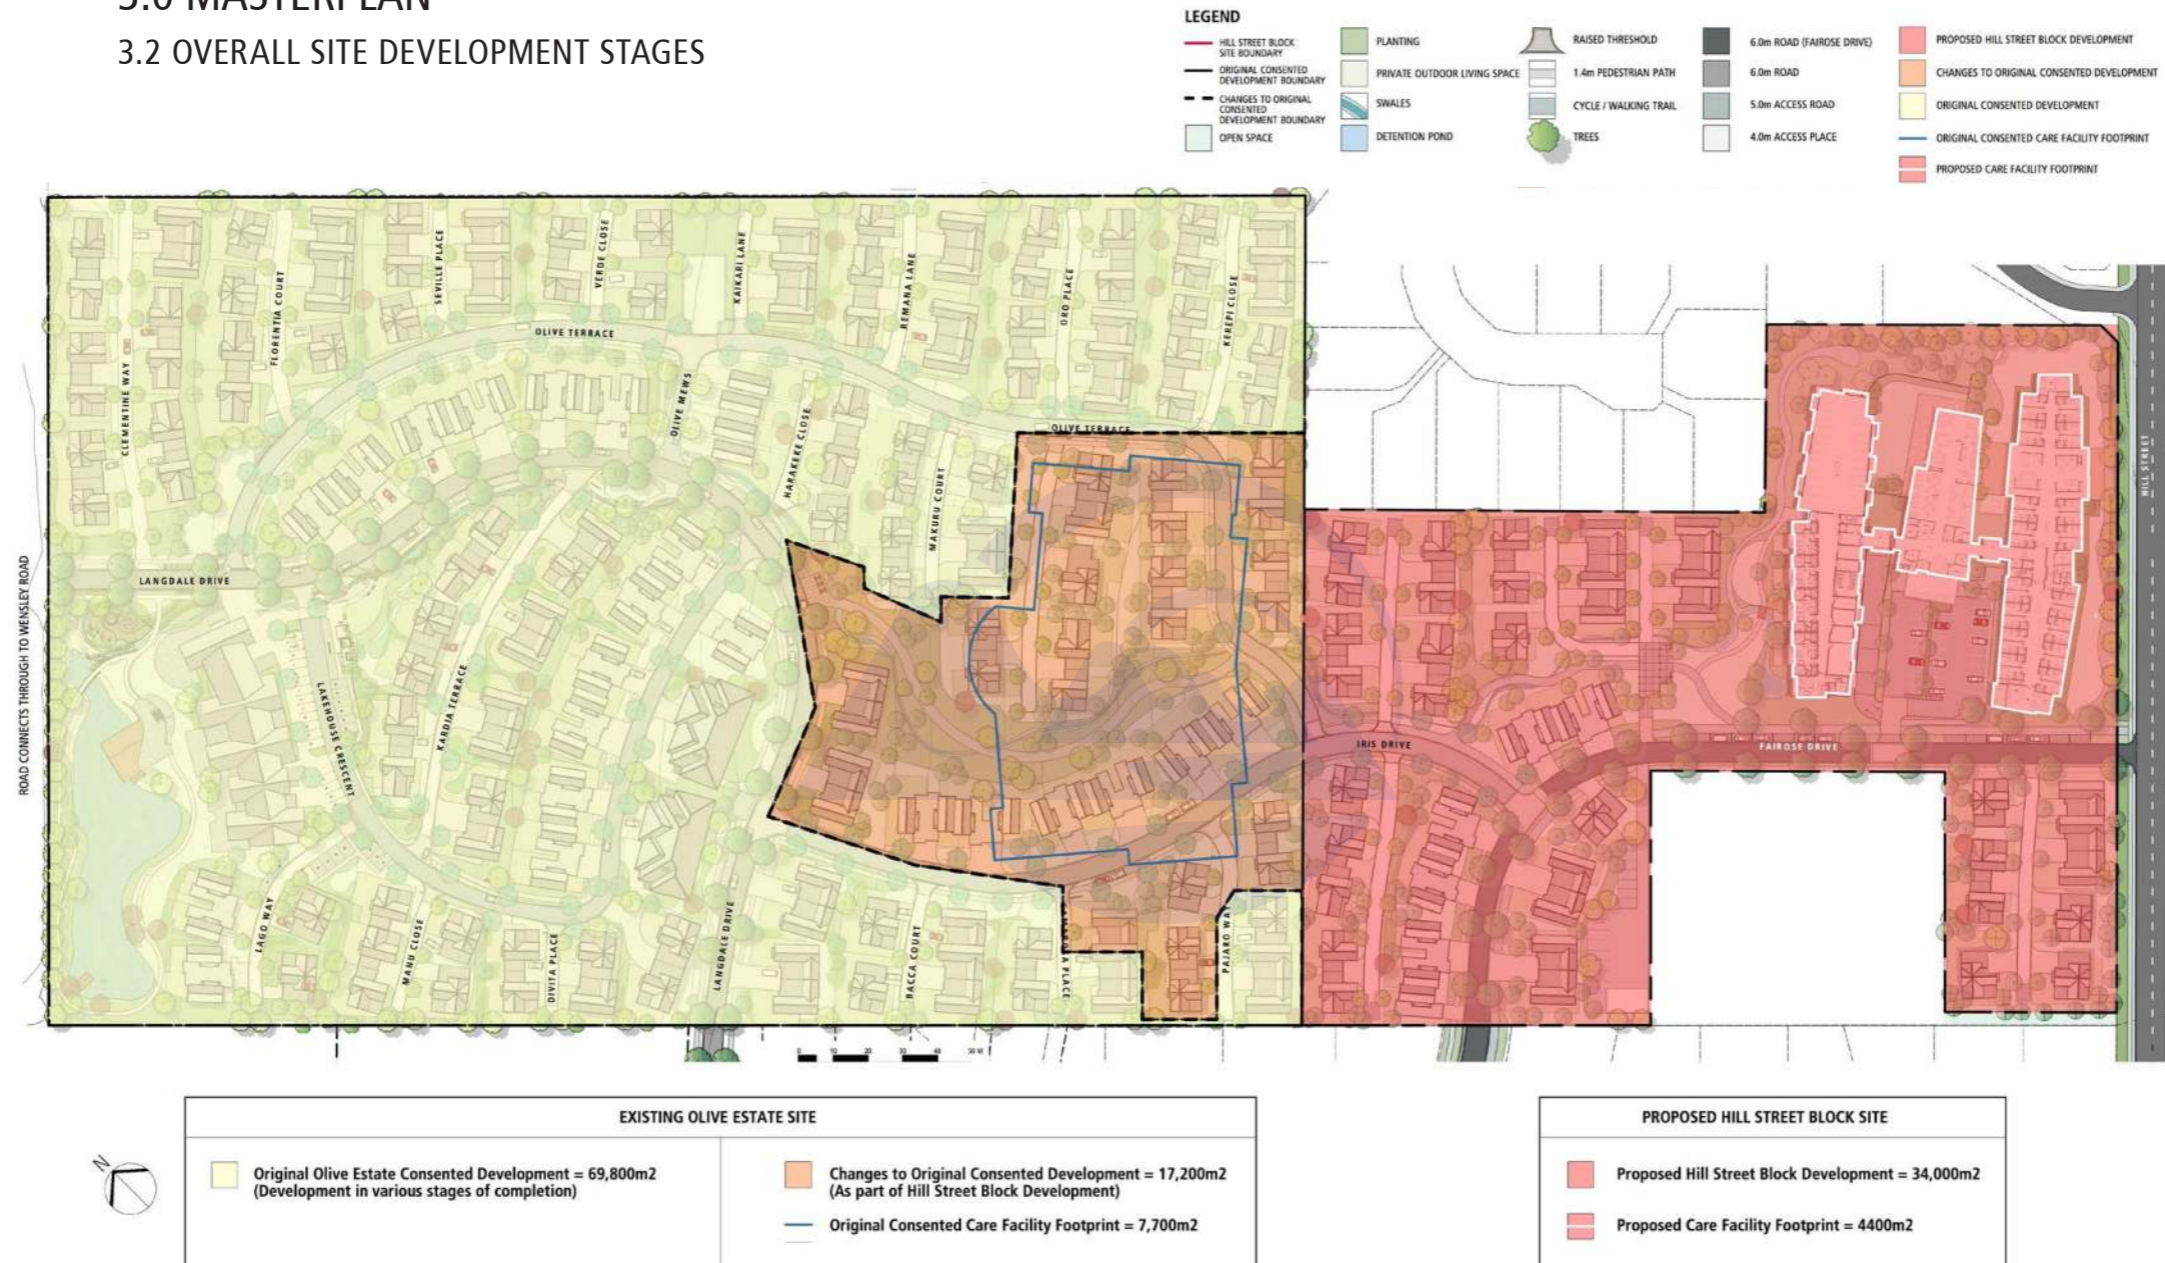 3.0 MASTERPLAN
3.2 OVERALL SITE DEVELOPMENT STAGES
LEGEND
HILL STREET BLOCK
SITE BOUNDARY
ORIGINAL CONSENTED
DEVELOPMENT BOUNDARY
CHANGES TO ORIGINAL
CONSENTED
DEVELOPMENT BOUNDARY
OPEN SPACE
PLANTING
PRIVATE OUTDOOR LIVING SPACE
SWALES
DETENTION POND
RAISED THRESHOLD
1.4m PEDESTRIAN PATH
CYCLE / WALKING TRAIL
TREES
6.0m ROAD (FAIROSE DRIVE)
6.0m ROAD
5.0m ACCESS ROAD
4.0m ACCESS PLACE
PROPOSED HILL STREET BLOCK DEVELOPMENT
CHANGES TO ORIGINAL CONSENTED DEVELOPMENT
ORIGINAL CONSENTED DEVELOPMENT
ORIGINAL CONSENTED CARE FACILITY FOOTPRINT
PROPOSED CARE FACILITY FOOTPRINT
CLEMENTINE WAY
FLORENTIA COURT
SEVILLE PLACE
VERDE CLOSE
KAIKARI LANE
REMANA LANE
ORO PLACE
KEREPI CLOSE
OLIVE TERRACE
OLIVE MEWS
HARAKEKE CLOSE
MAKURU COURT
OLIVE TERRACE
HILL STREET
ROAD CONNECTS THROUGH TO WENSLEY ROAD
LANGDALE DRIVE
LAKEHOUSE CRESCENT
KARDIA TERRACE
IRIS DRIVE
FAIROSE DRIVE
LAGO WAY
MANU CLOSE
DIVITA PLACE
LANGDALE DRIVE
BACCA COURT
PLACE
PAJARO WAY
0 10 20 30 40 50 M
N
EXISTING OLIVE ESTATE SITE
Original Olive Estate Consented Development = 69,800m2
(Development in various stages of completion)
Changes to Original Consented Development = 17,200m2
(As part of Hill Street Block Development)
Original Consented Care Facility Footprint = 7,700m2
PROPOSED HILL STREET BLOCK SITE
Proposed Hill Street Block Development = 34,000m2
Proposed Care Facility Footprint = 4400m2